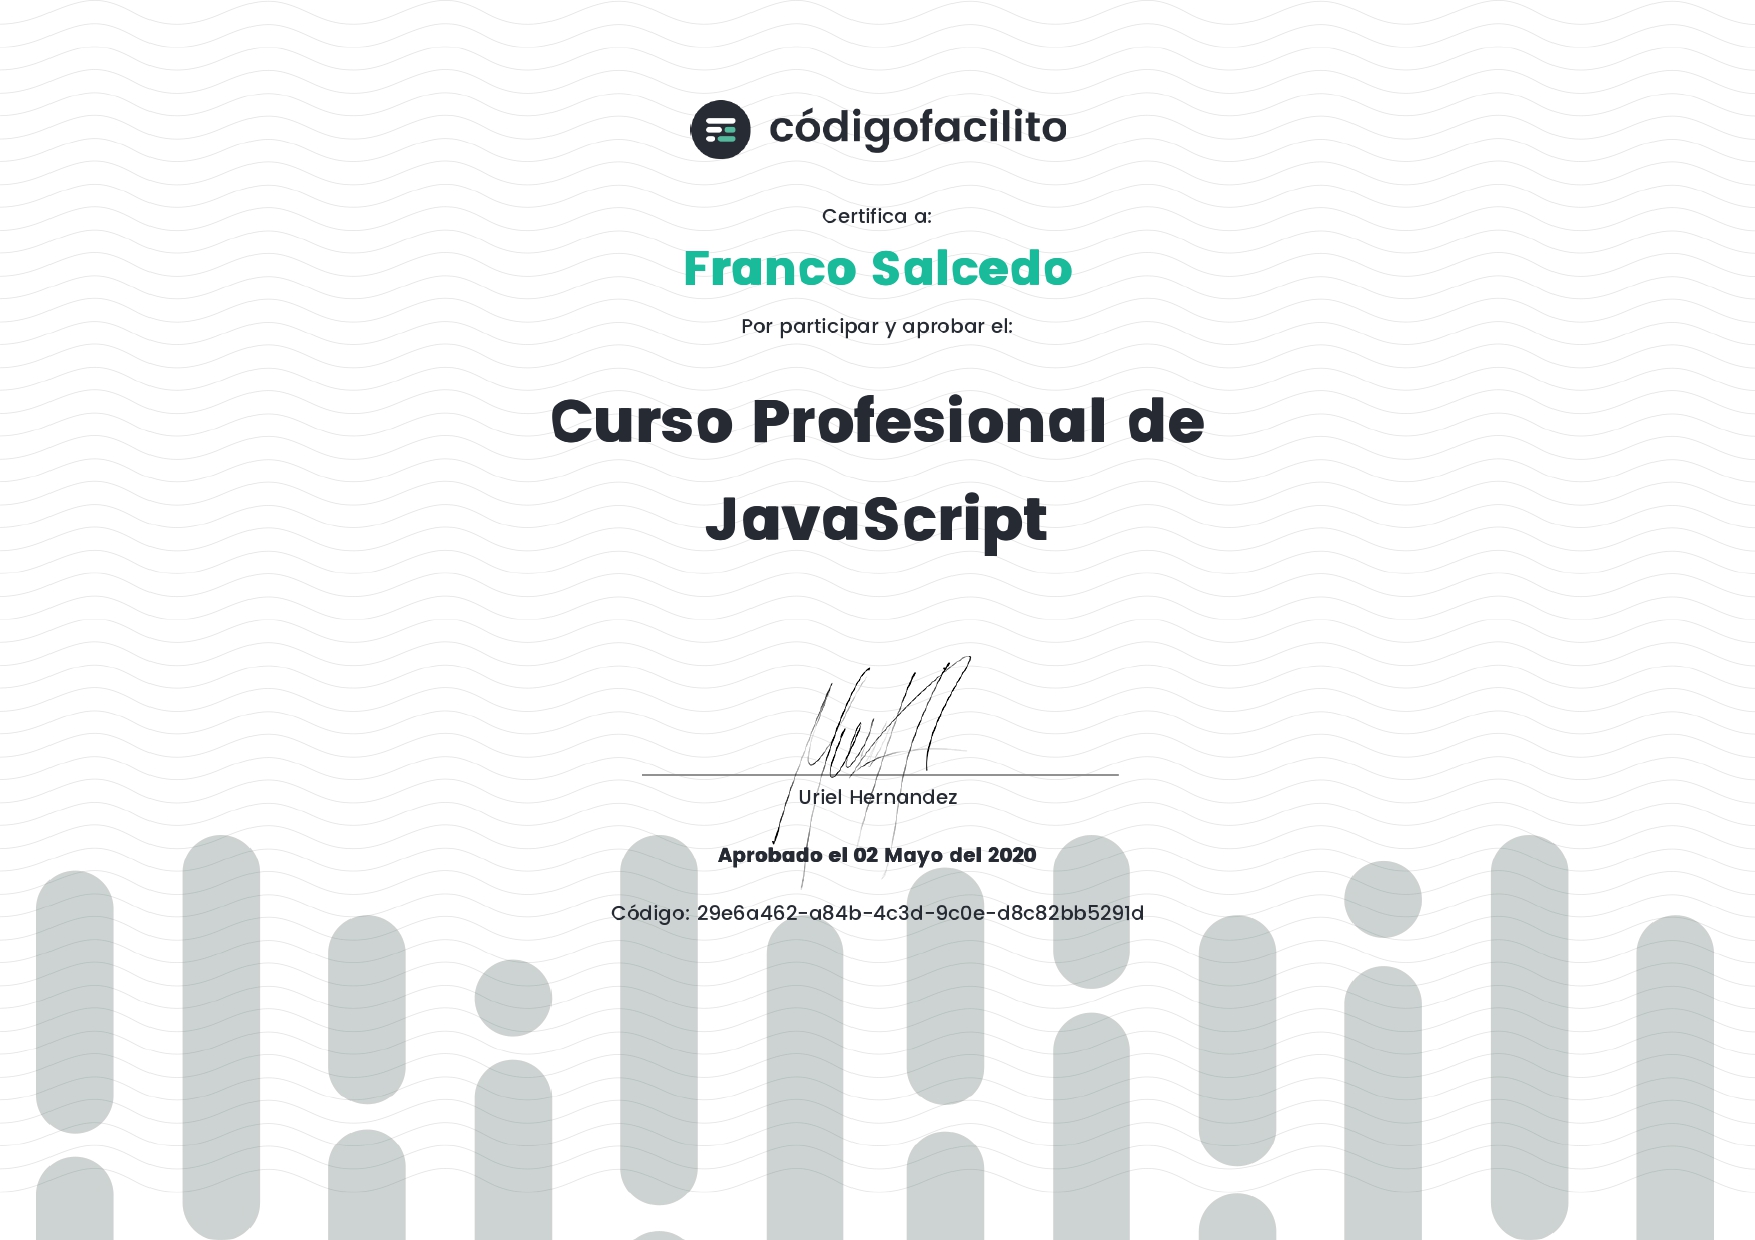 códigofacilito
Certifica a:
Franco Salcedo
Por participar y aprobar el:
Curso Profesional de
JavaScript
Uriel Hernandez
Aprobado el 02 Mayo del 2020
Código: 29e6a462-a84b-4c3d-9c0e-d8c82bb5291d